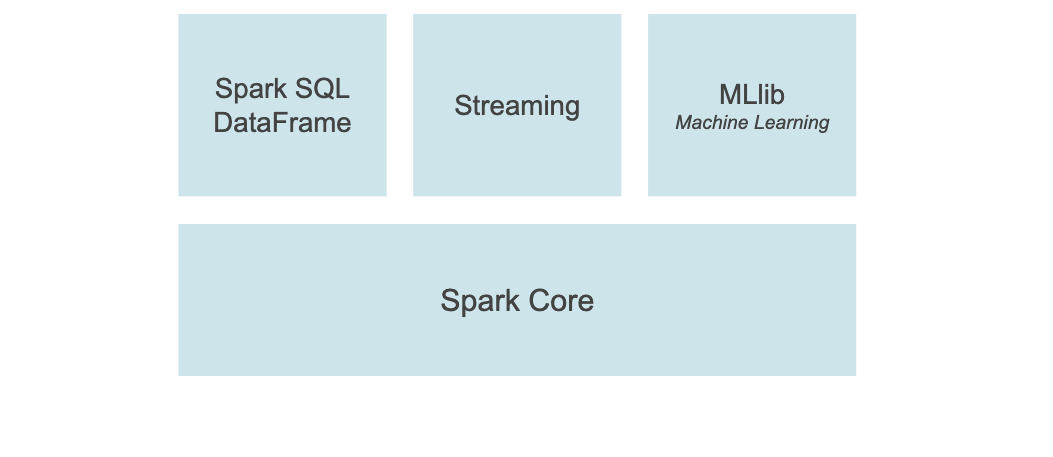 Spark SQL
DataFrame
Streaming
MLlib
Machine Learning
Spark Core